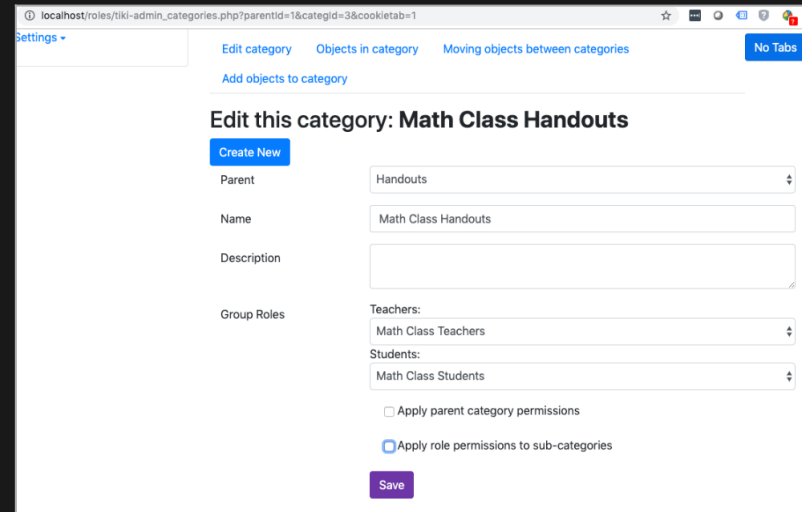 localhost/roles/tiki-admin_categories.php?parentId=1&categId=3&cookietab=1
Settings
Edit category Objects in category Moving objects between categories
No Tabs
Add objects to category
Edit this category: Math Class Handouts
Create New
Parent Handouts
Name Math Class Handouts
Description
Group Roles Teachers:
Math Class Teachers
Students:
Math Class Students
Apply parent category permissions
Apply role permissions to sub-categories
Save